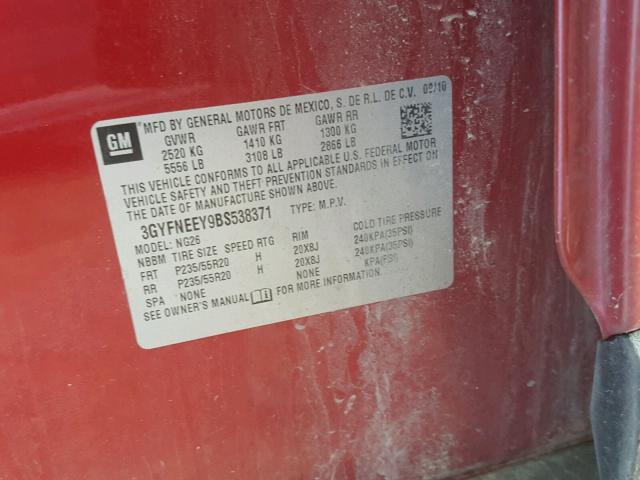 GM
MFD BY GENERAL MOTORS DE MEXICO, S. DE R.L. DE C.V.
GVWR GAWR FRT GAWR RR
2520 KG 1410 KG 1300 KG
5556 LB 3108 LB 2866 LB
THIS VEHICLE CONFORMS TO ALL APPLICABLE U.S. FEDERAL MOTOR
VEHICLE SAFETY AND THEFT PREVENTION STANDARDS IN EFFECT ON
THE DATE OF MANUFACTURE SHOWN ABOVE.
3GYFNEEY9BS538371 TYPE: M.P.V.
MODEL: NG26
NBBM TIRE SIZE SPEED RTG RIM COLD TIRE PRESSURE
FRT P235/55R20 H 20X8J 240KPA(35PSI)
RR P235/55R20 H 20X8J 240KPA(35PSI)
SPA NONE NONE KPA(PSI)
SEE OWNER'S MANUAL FOR MORE INFORMATION.